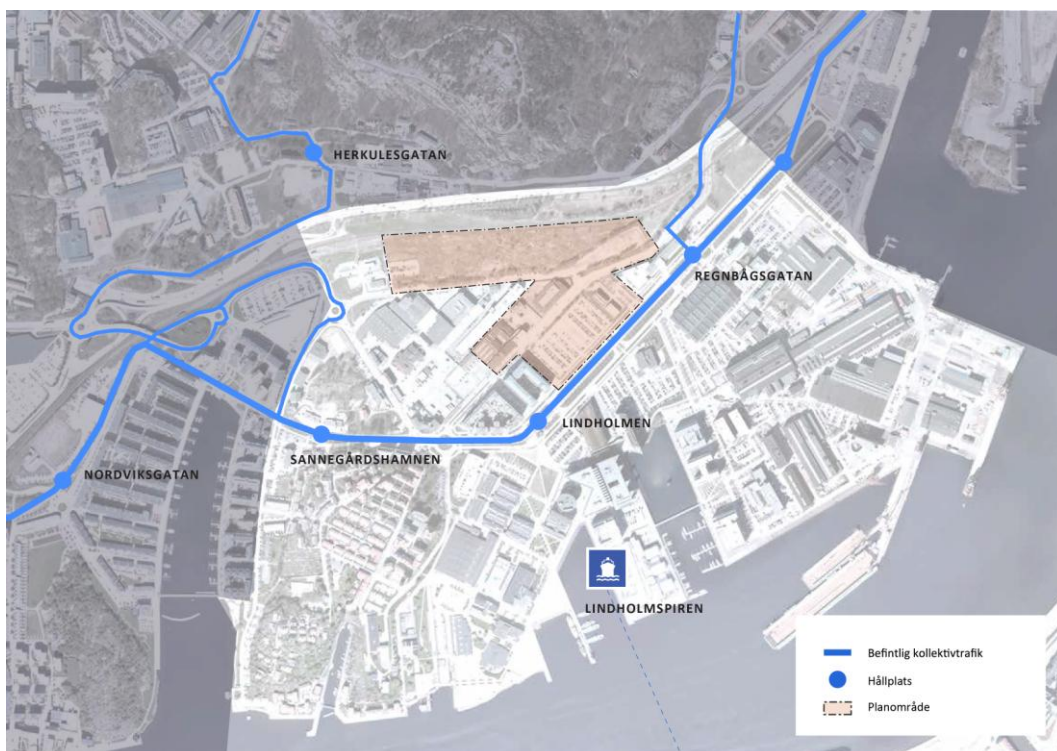 HERKULESGATAN
REGNBÅGSGATAN
LINDHOLMEN
SANNEGÅRDSHAMNEN
NORDVIKSGATAN
LINDHOLMSPIREN
Befintlig kollektivtrafik
Hållplats
Planområde